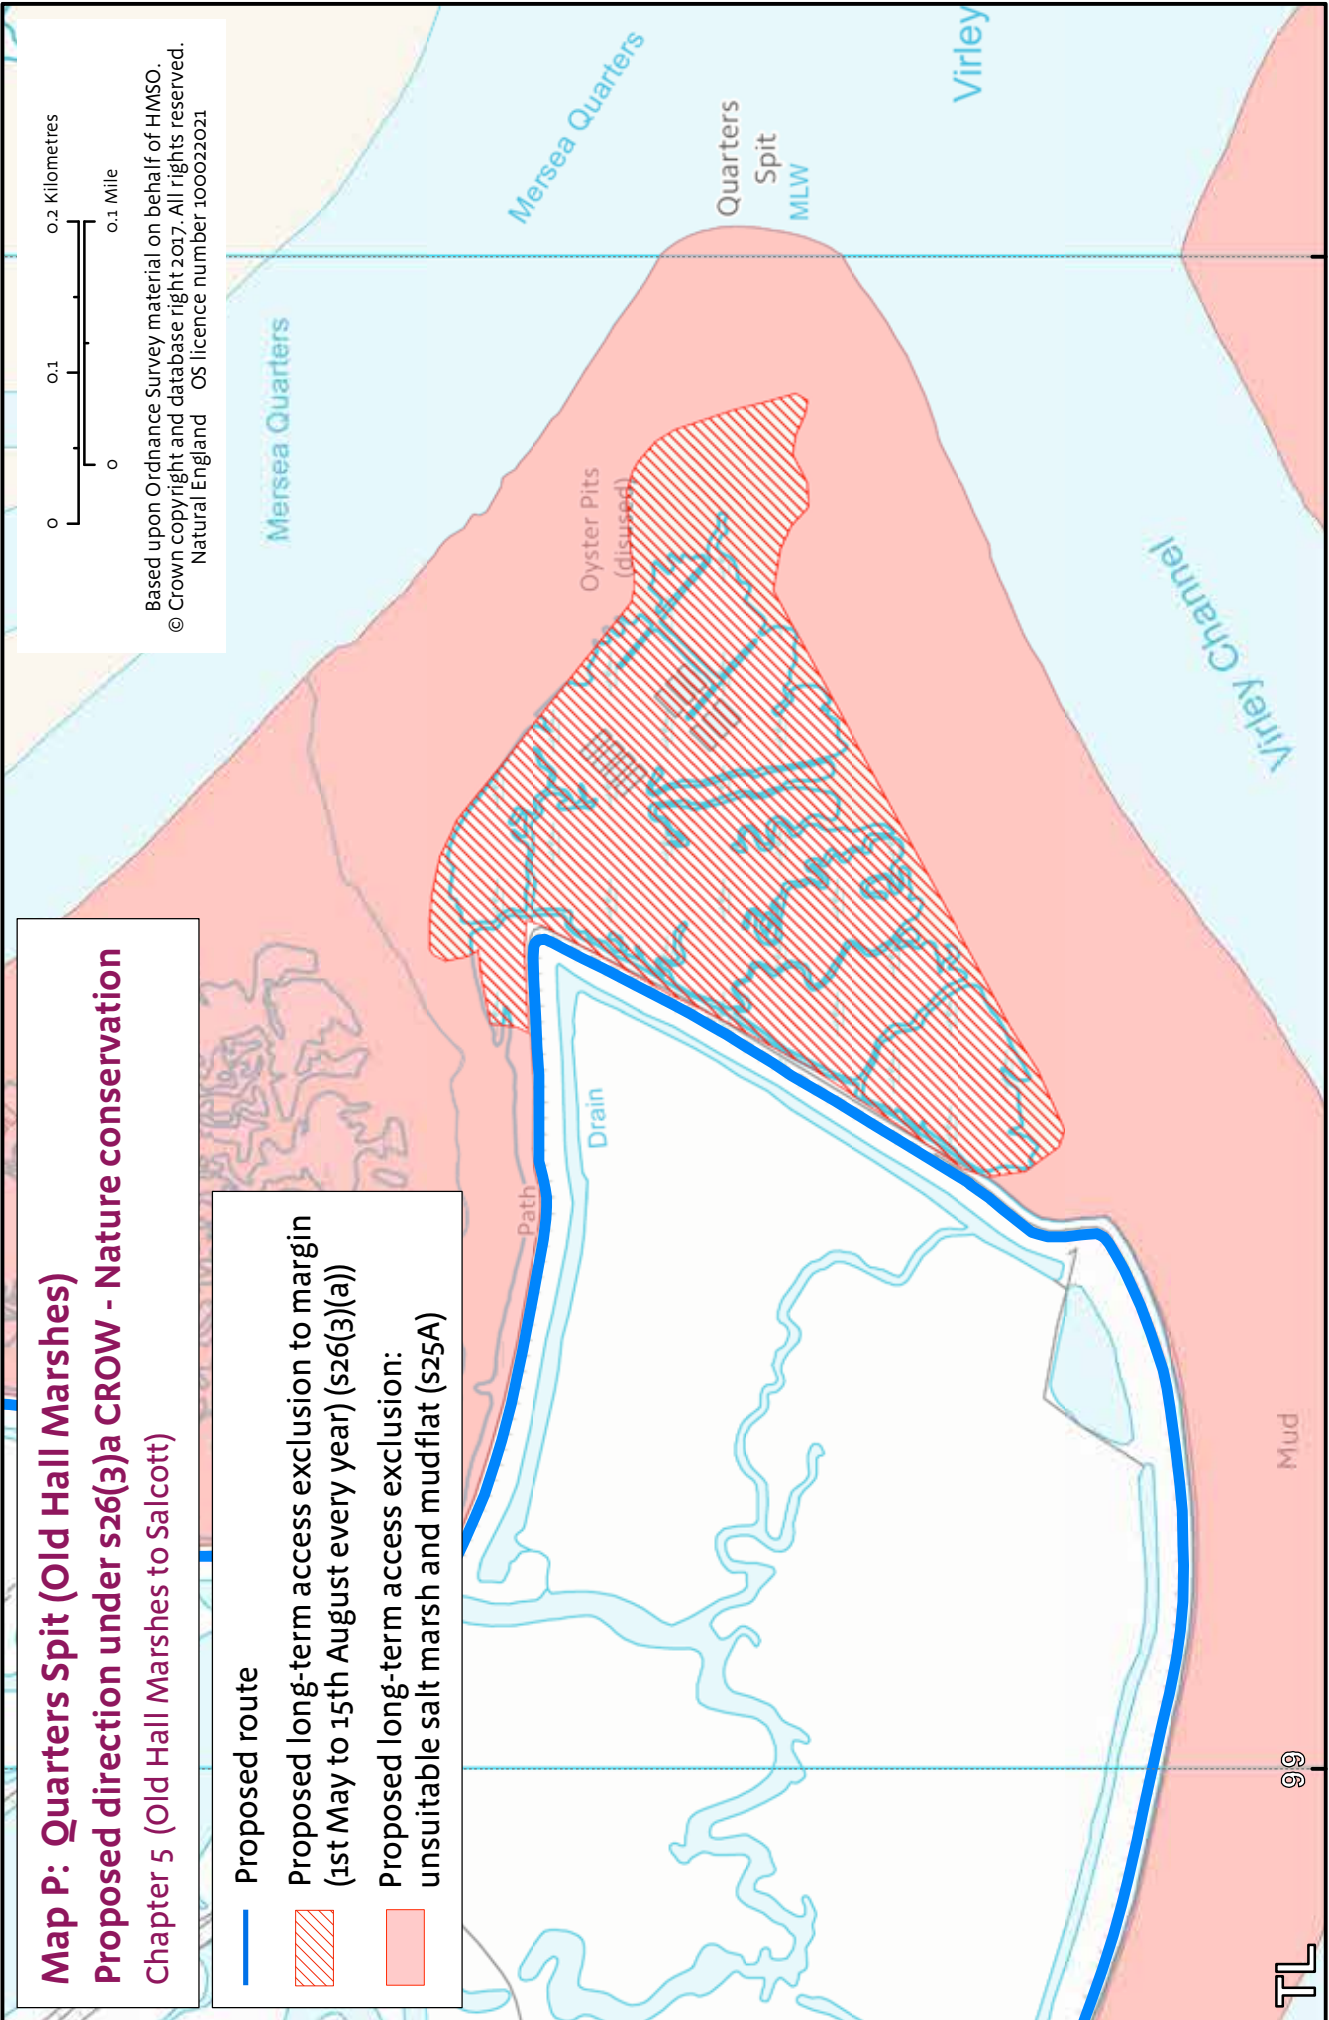 Map P: Quarters Spit (Old Hall Marshes)
Proposed direction under s26(3)a CROW - Nature conservation
Chapter 5 (Old Hall Marshes to Salcott)
Proposed route
Proposed long-term access exclusion to margin
(1st May to 15th August every year) (s26(3)(a))
Proposed long-term access exclusion:
unsuitable salt marsh and mudflat (s25A)
0 0.1 0.2 Kilometres
0 0.1 Mile
Based upon Ordnance Survey material on behalf of HMSO.
© Crown copyright and database right 2017. All rights reserved.
Natural England OS licence number 100022021
Mersea Quarters
Mersea Quarters
Virley
Quarters
Spit
MLW
Oyster Pits
(disused)
Path
Drain
Virley Channel
Mud
99
TL